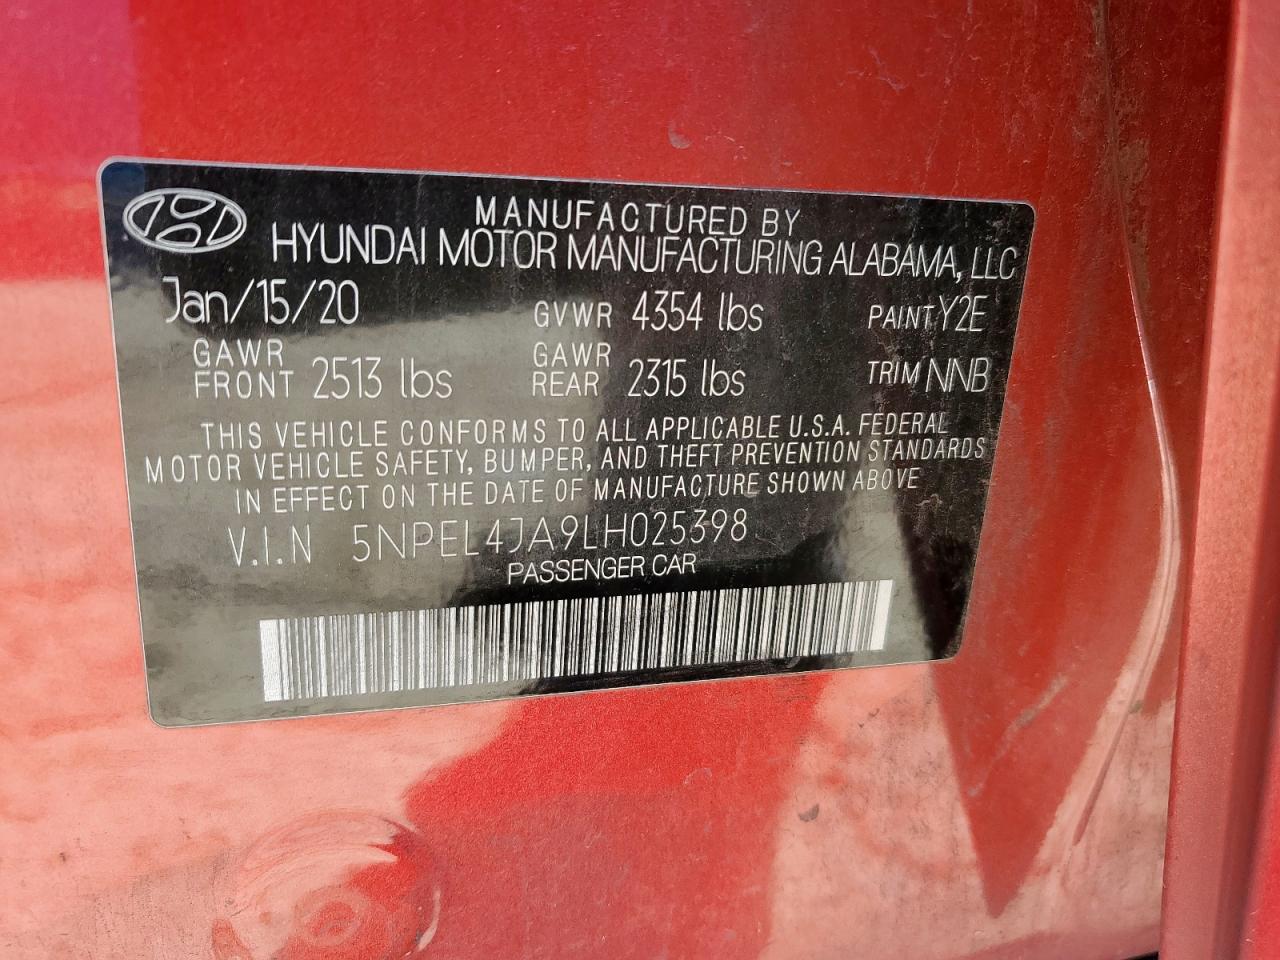 MANUFACTURED BY
HYUNDAI MOTOR MANUFACTURING ALABAMA, LLC
Jan/15/20 GVWR 4354 lbs PAINT Y2E
GAWR FRONT 2513 lbs GAWR REAR 2315 lbs TRIM NNB
THIS VEHICLE CONFORMS TO ALL APPLICABLE U.S.A. FEDERAL
MOTOR VEHICLE SAFETY, BUMPER, AND THEFT PREVENTION STANDARDS
IN EFFECT ON THE DATE OF MANUFACTURE SHOWN ABOVE
V.I.N 5NPEL4JA9LH025398
PASSENGER CAR